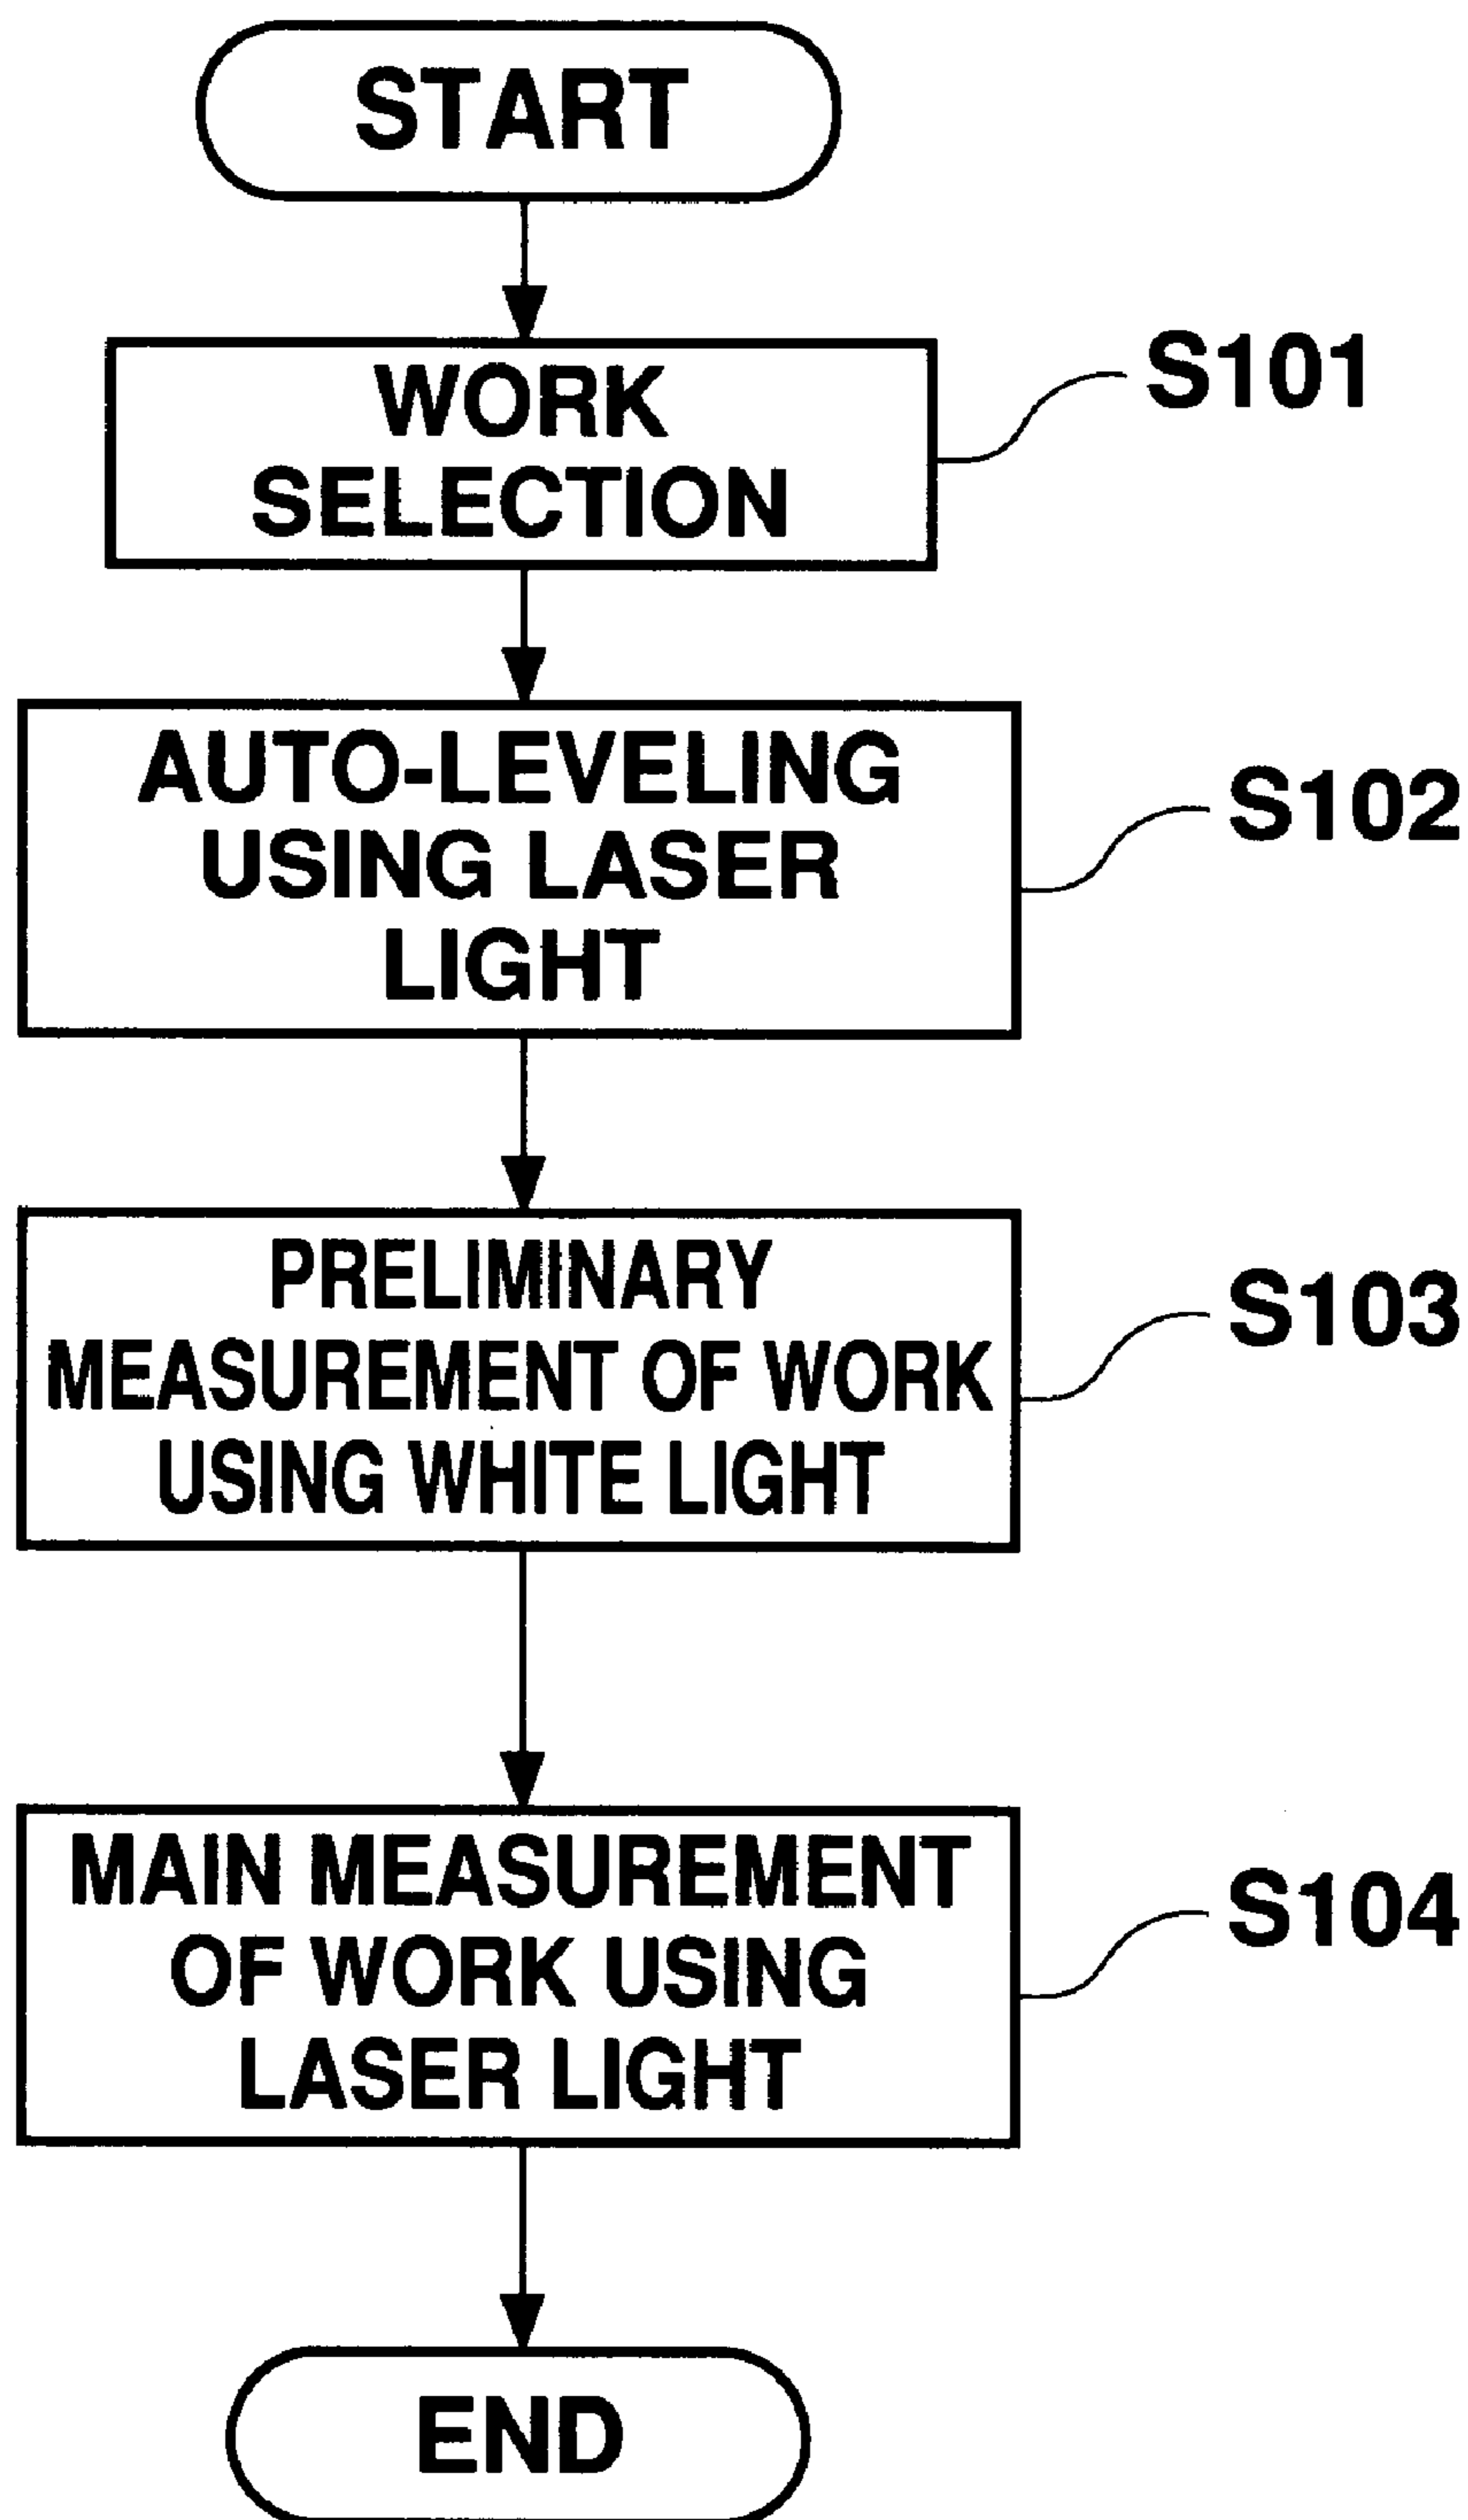 START
WORK
SELECTION
S101
AUTO-LEVELING
USING LASER
LIGHT
S102
PRELIMINARY
MEASUREMENT OF WORK
USING WHITE LIGHT
S103
MAIN MEASUREMENT
OF WORK USING
LASER LIGHT
S104
END